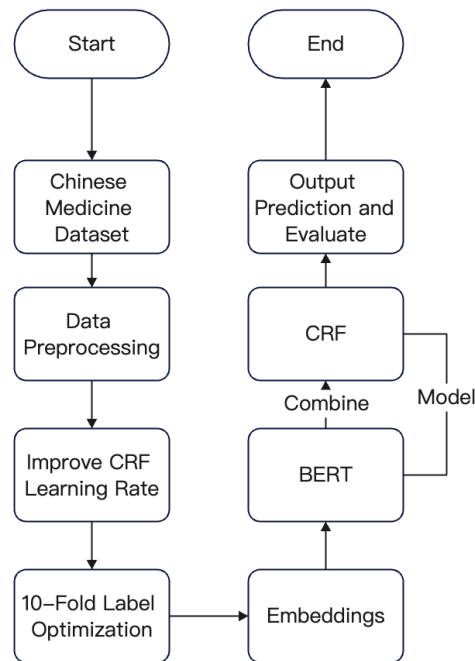 Start
End
Chinese
Medicine
Dataset
Output
Prediction and
Evaluate
Data
Preprocessing
CRF
Combine
Model
Improve CRF
Learning Rate
BERT
10-Fold Label
Optimization
Embeddings